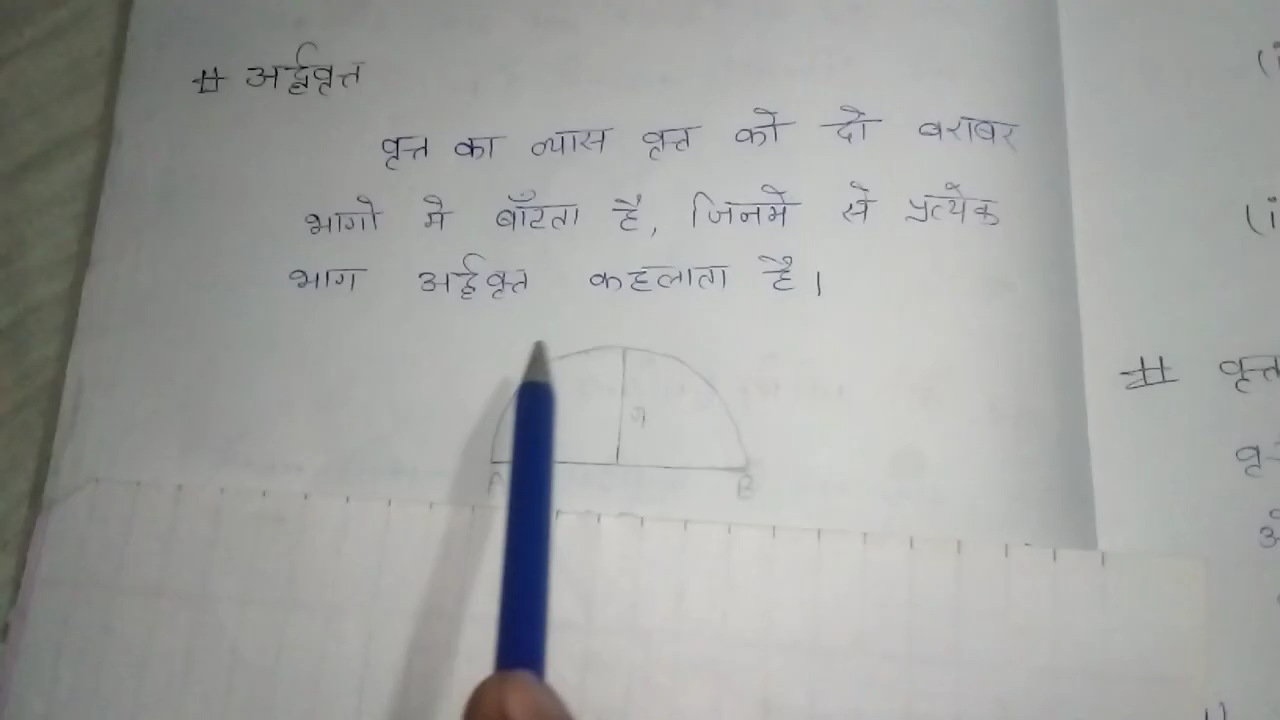 # अर्द्धवृत्त
वृत्त का व्यास वृत्त को दो बराबर
भागो मे बाँटता है, जिनमे से प्रत्येक
भाग अर्द्धवृत्त कहलाता है।
A
B
# वृत्त